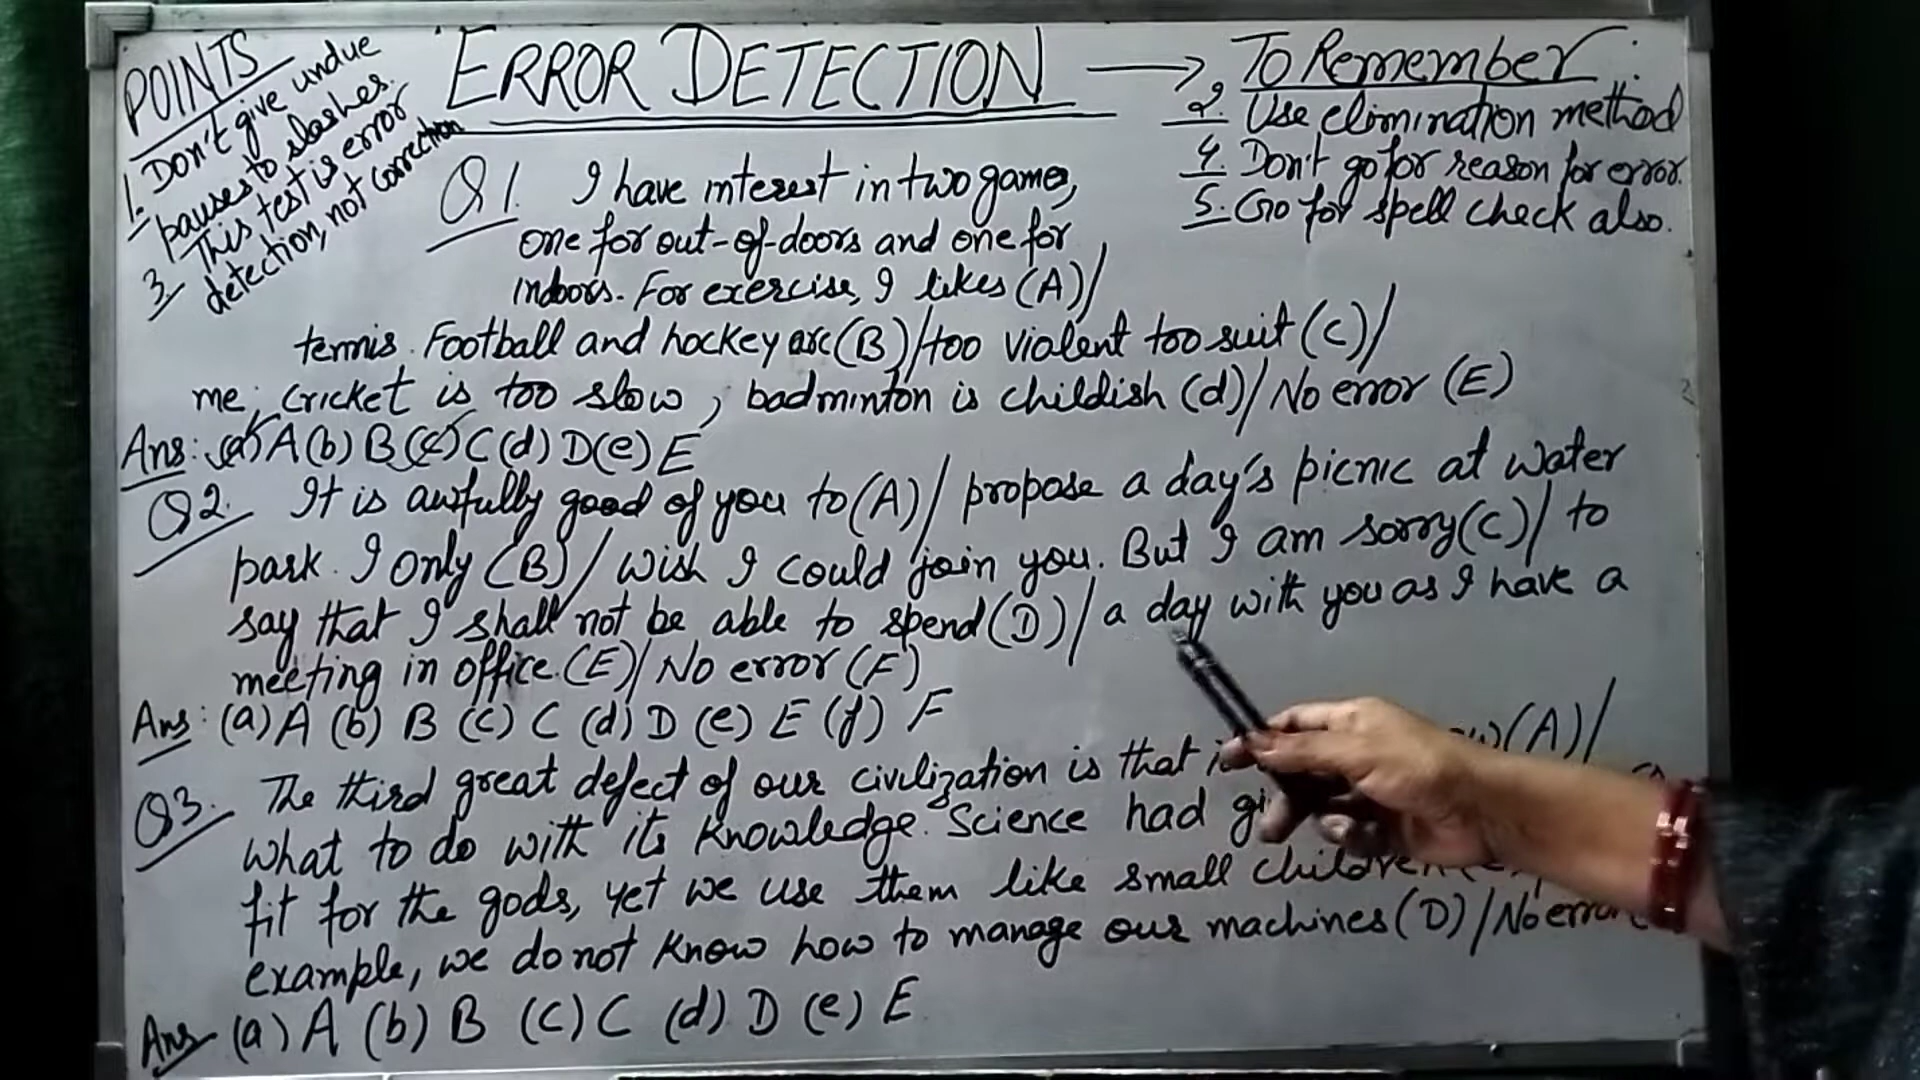 POINTS
1. Don't give undue
pauses to slashes.
3. This test is error
detection, not correction
ERROR DETECTION → To Remember:
2. Use elimination method
4. Don't go for reason for error.
5. Go for spell check also.
Q1. I have interest in two games,
one for out-of-doors and one for
indoors. For exercise, I likes (A)/
tennis. Football and hockey are (B)/ too violent too suit (C)/
me; cricket is too slow, badminton is childish (d)/ No error (E)
Ans: (a) A (b) B (c) C (d) D (e) E
Q2. It is awfully good of you to (A)/ propose a day's picnic at water
park. I only (B)/ wish I could join you. But I am sorry (C)/ to
say that I shall not be able to spend (D)/ a day with you as I have a
meeting in office. (E)/ No error (F)
Ans: (a) A (b) B (c) C (d) D (e) E (f) F
Q3. The third great defect of our civilization is that (A)/
what to do with its knowledge. Science had
fit for the gods, yet we use them like small children
example, we do not know how to manage our machines (D)/ No error
Ans (a) A (b) B (c) C (d) D (e) E